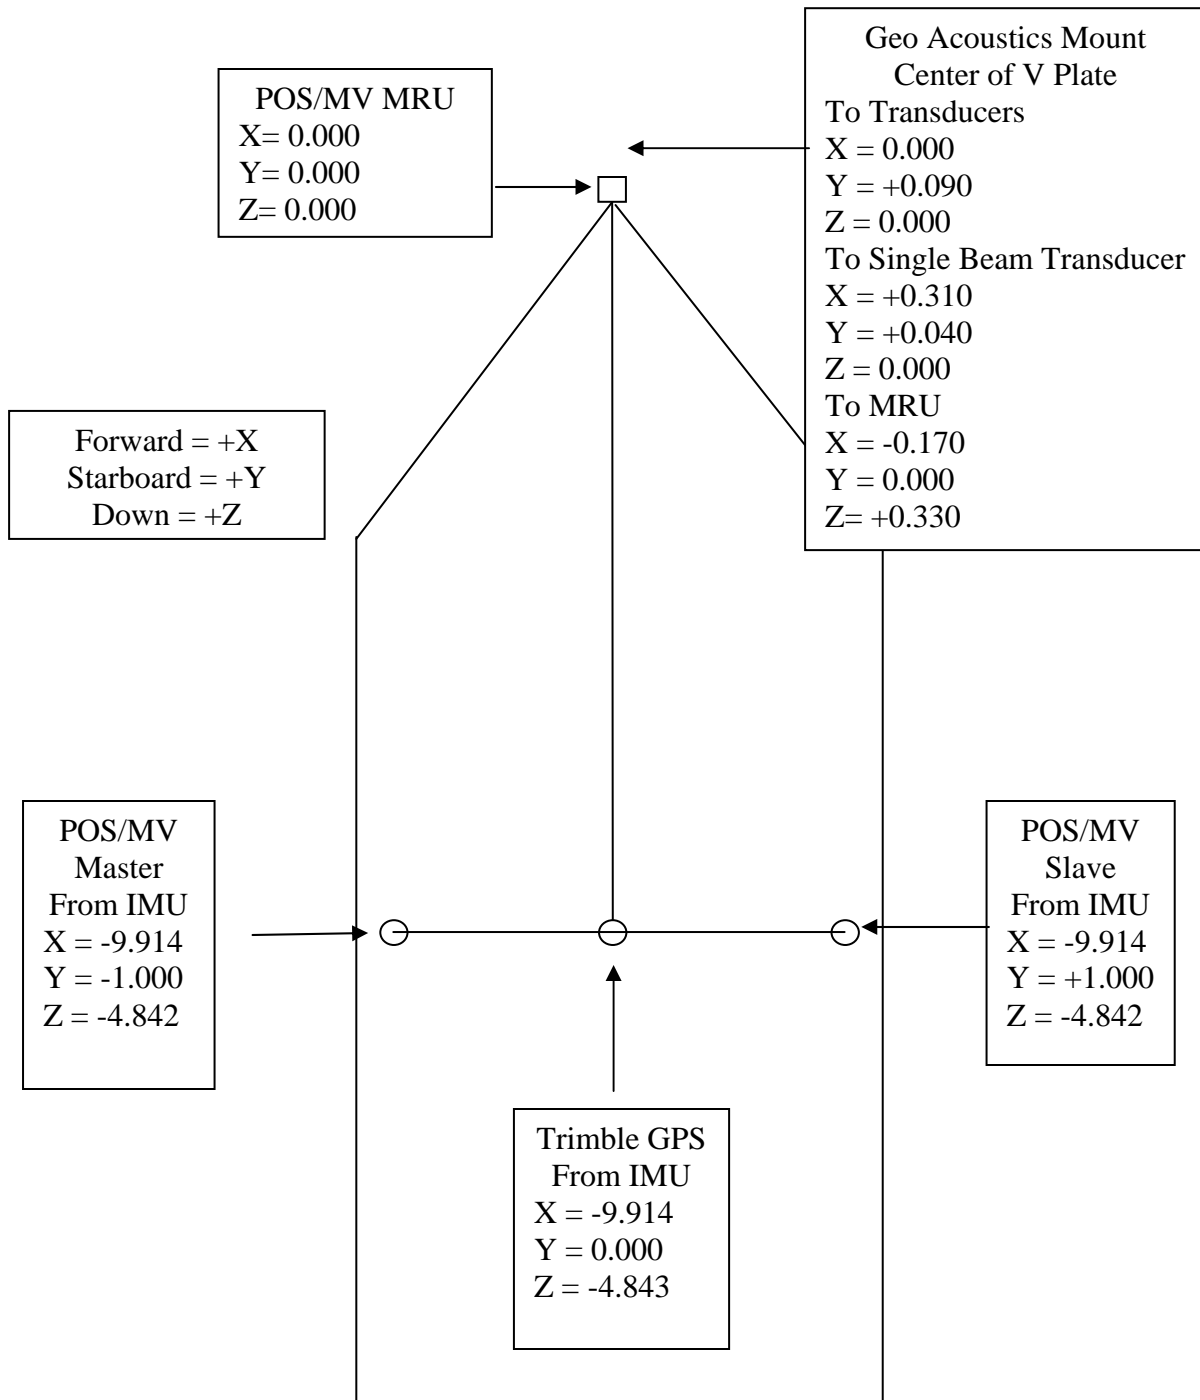 POS/MV MRU
X= 0.000
Y= 0.000
Z= 0.000
Geo Acoustics Mount
Center of V Plate
To Transducers
X = 0.000
Y = +0.090
Z = 0.000
To Single Beam Transducer
X = +0.310
Y = +0.040
Z = 0.000
To MRU
X = -0.170
Y = 0.000
Z= +0.330
Forward = +X
Starboard = +Y
Down = +Z
POS/MV
Master
From IMU
X = -9.914
Y = -1.000
Z = -4.842
Trimble GPS
From IMU
X = -9.914
Y = 0.000
Z = -4.843
POS/MV
Slave
From IMU
X = -9.914
Y = +1.000
Z = -4.842